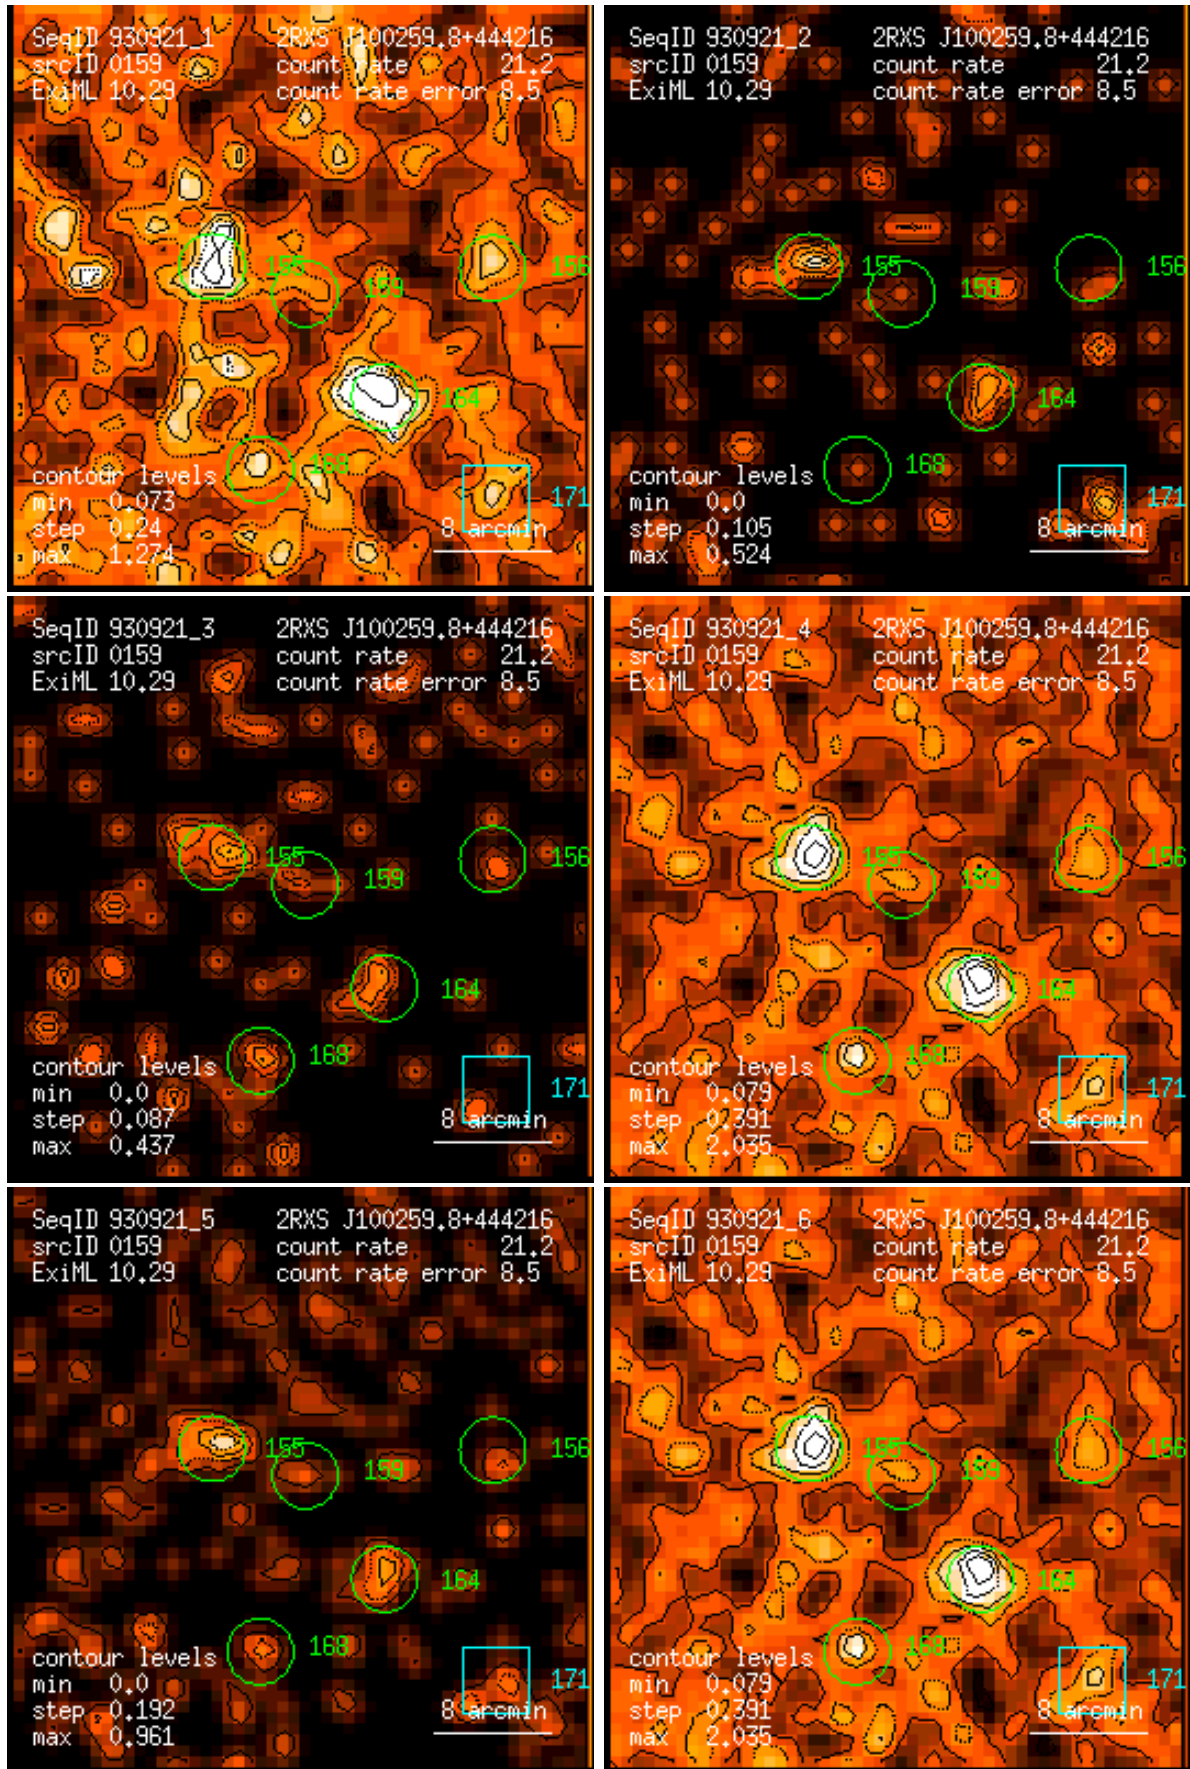 SeqID 930921_1 2RXS J100259.8+444216
srcID 0159 count rate 21.2
ExiML 10.29 count rate error 8.5
155
156
159
164
168
contour levels
171
min 0.073
step 0.24 8 arcmin
max 1.274
SeqID 930921_2 2RXS J100259.8+444216
srcID 0159 count rate 21.2
ExiML 10.29 count rate error 8.5
155
156
159
164
168
contour levels
171
min 0.0
step 0.105 8 arcmin
max 0.524
SeqID 930921_3 2RXS J100259.8+444216
srcID 0159 count rate 21.2
ExiML 10.29 count rate error 8.5
155
156
159
164
168
contour levels
171
min 0.0
step 0.087 8 arcmin
max 0.437
SeqID 930921_4 2RXS J100259.8+444216
srcID 0159 count rate 21.2
ExiML 10.29 count rate error 8.5
155
156
159
164
168
contour levels
171
min 0.079
step 0.391 8 arcmin
max 2.035
SeqID 930921_5 2RXS J100259.8+444216
srcID 0159 count rate 21.2
ExiML 10.29 count rate error 8.5
155
156
159
164
168
contour levels
171
min 0.0
step 0.192 8 arcmin
max 0.961
SeqID 930921_6 2RXS J100259.8+444216
srcID 0159 count rate 21.2
ExiML 10.29 count rate error 8.5
155
156
159
164
168
contour levels
171
min 0.079
step 0.391 8 arcmin
max 2.035